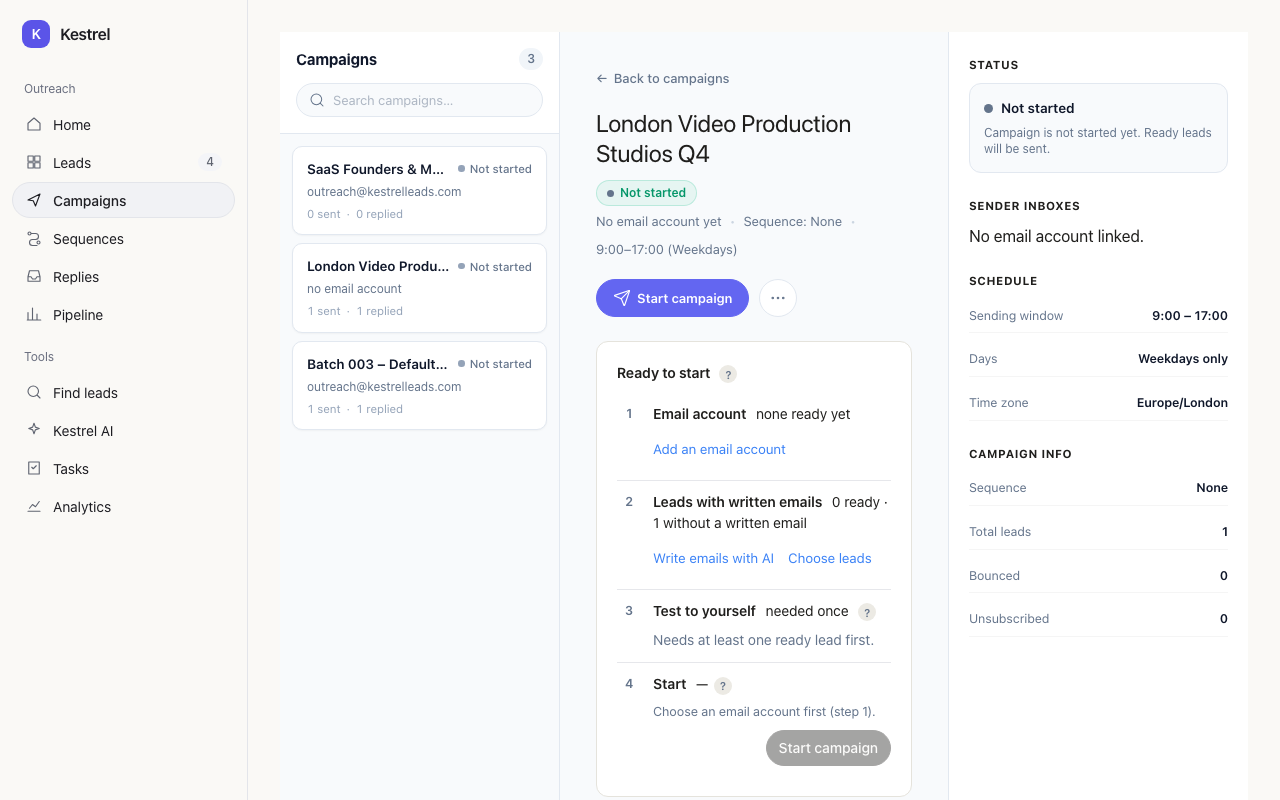 K Kestrel
Outreach
Home
Leads 4
Campaigns
Sequences
Replies
Pipeline
Tools
Find leads
Kestrel AI
Tasks
Analytics
Campaigns 3
Search campaigns...
SaaS Founders & M... Not started
outreach@kestrelleads.com
0 sent · 0 replied
London Video Produ... Not started
no email account
1 sent · 1 replied
Batch 003 – Default... Not started
outreach@kestrelleads.com
1 sent · 1 replied
← Back to campaigns
London Video Production
Studios Q4
Not started
No email account yet · Sequence: None ·
9:00–17:00 (Weekdays)
Start campaign ...
Ready to start ?
1 Email account none ready yet
Add an email account
2 Leads with written emails 0 ready ·
1 without a written email
Write emails with AI Choose leads
3 Test to yourself needed once ?
Needs at least one ready lead first.
4 Start — ?
Choose an email account first (step 1).
Start campaign
STATUS
Not started
Campaign is not started yet. Ready leads
will be sent.
SENDER INBOXES
No email account linked.
SCHEDULE
Sending window 9:00 – 17:00
Days Weekdays only
Time zone Europe/London
CAMPAIGN INFO
Sequence None
Total leads 1
Bounced 0
Unsubscribed 0